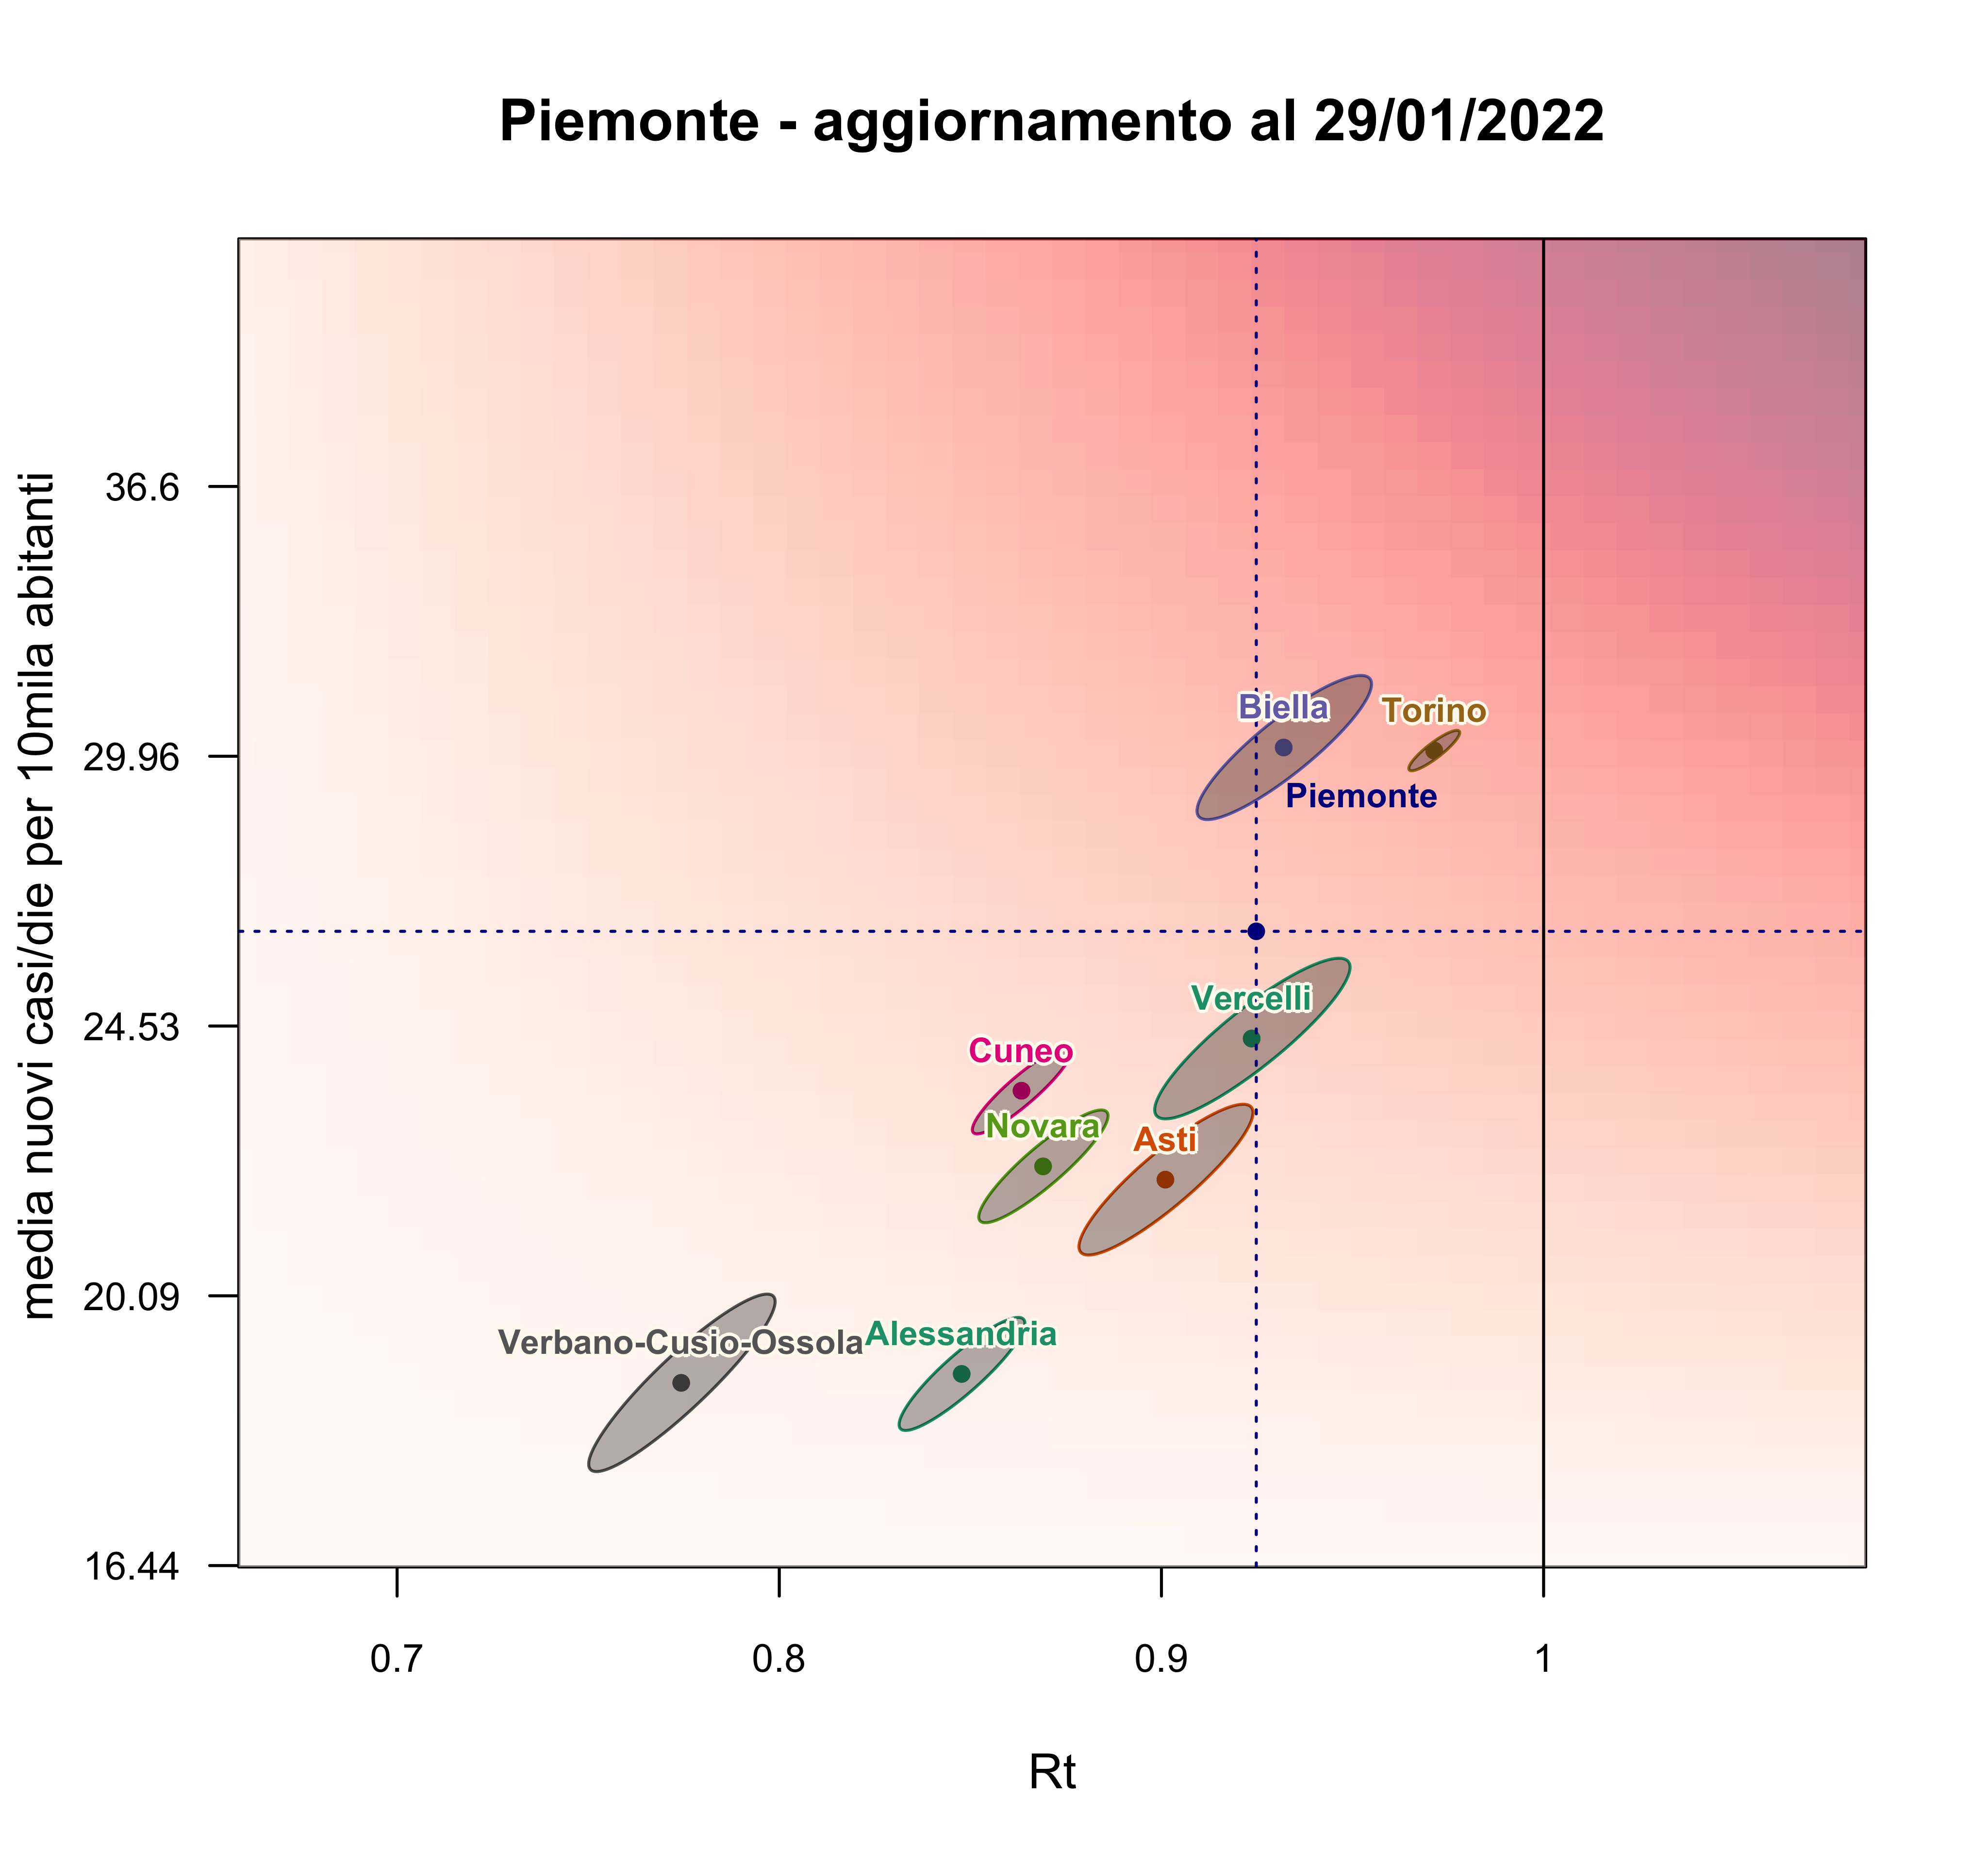 Piemonte - aggiornamento al 29/01/2022
media nuovi casi/die per 10mila abitanti
36.6
29.96
24.53
20.09
16.44
Biella
Torino
Piemonte
Vercelli
Cuneo
Novara
Asti
Verbano-Cusio-Ossola
Alessandria
0.7
0.8
0.9
1
Rt